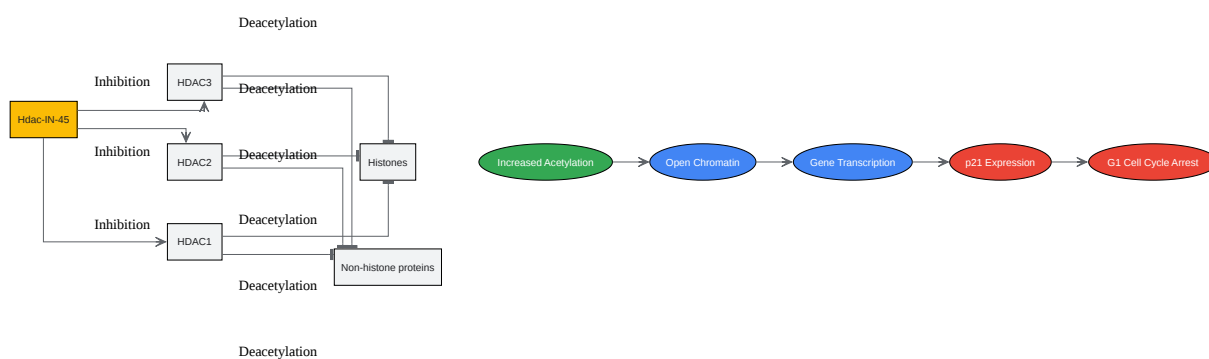 Deacetylation
Inhibition
HDAC3
Deacetylation
Hdac-IN-45
Inhibition
HDAC2
Deacetylation
Histones
Increased Acetylation
Open Chromatin
Gene Transcription
p21 Expression
G1 Cell Cycle Arrest
Inhibition
HDAC1
Deacetylation
Non-histone proteins
Deacetylation
Deacetylation